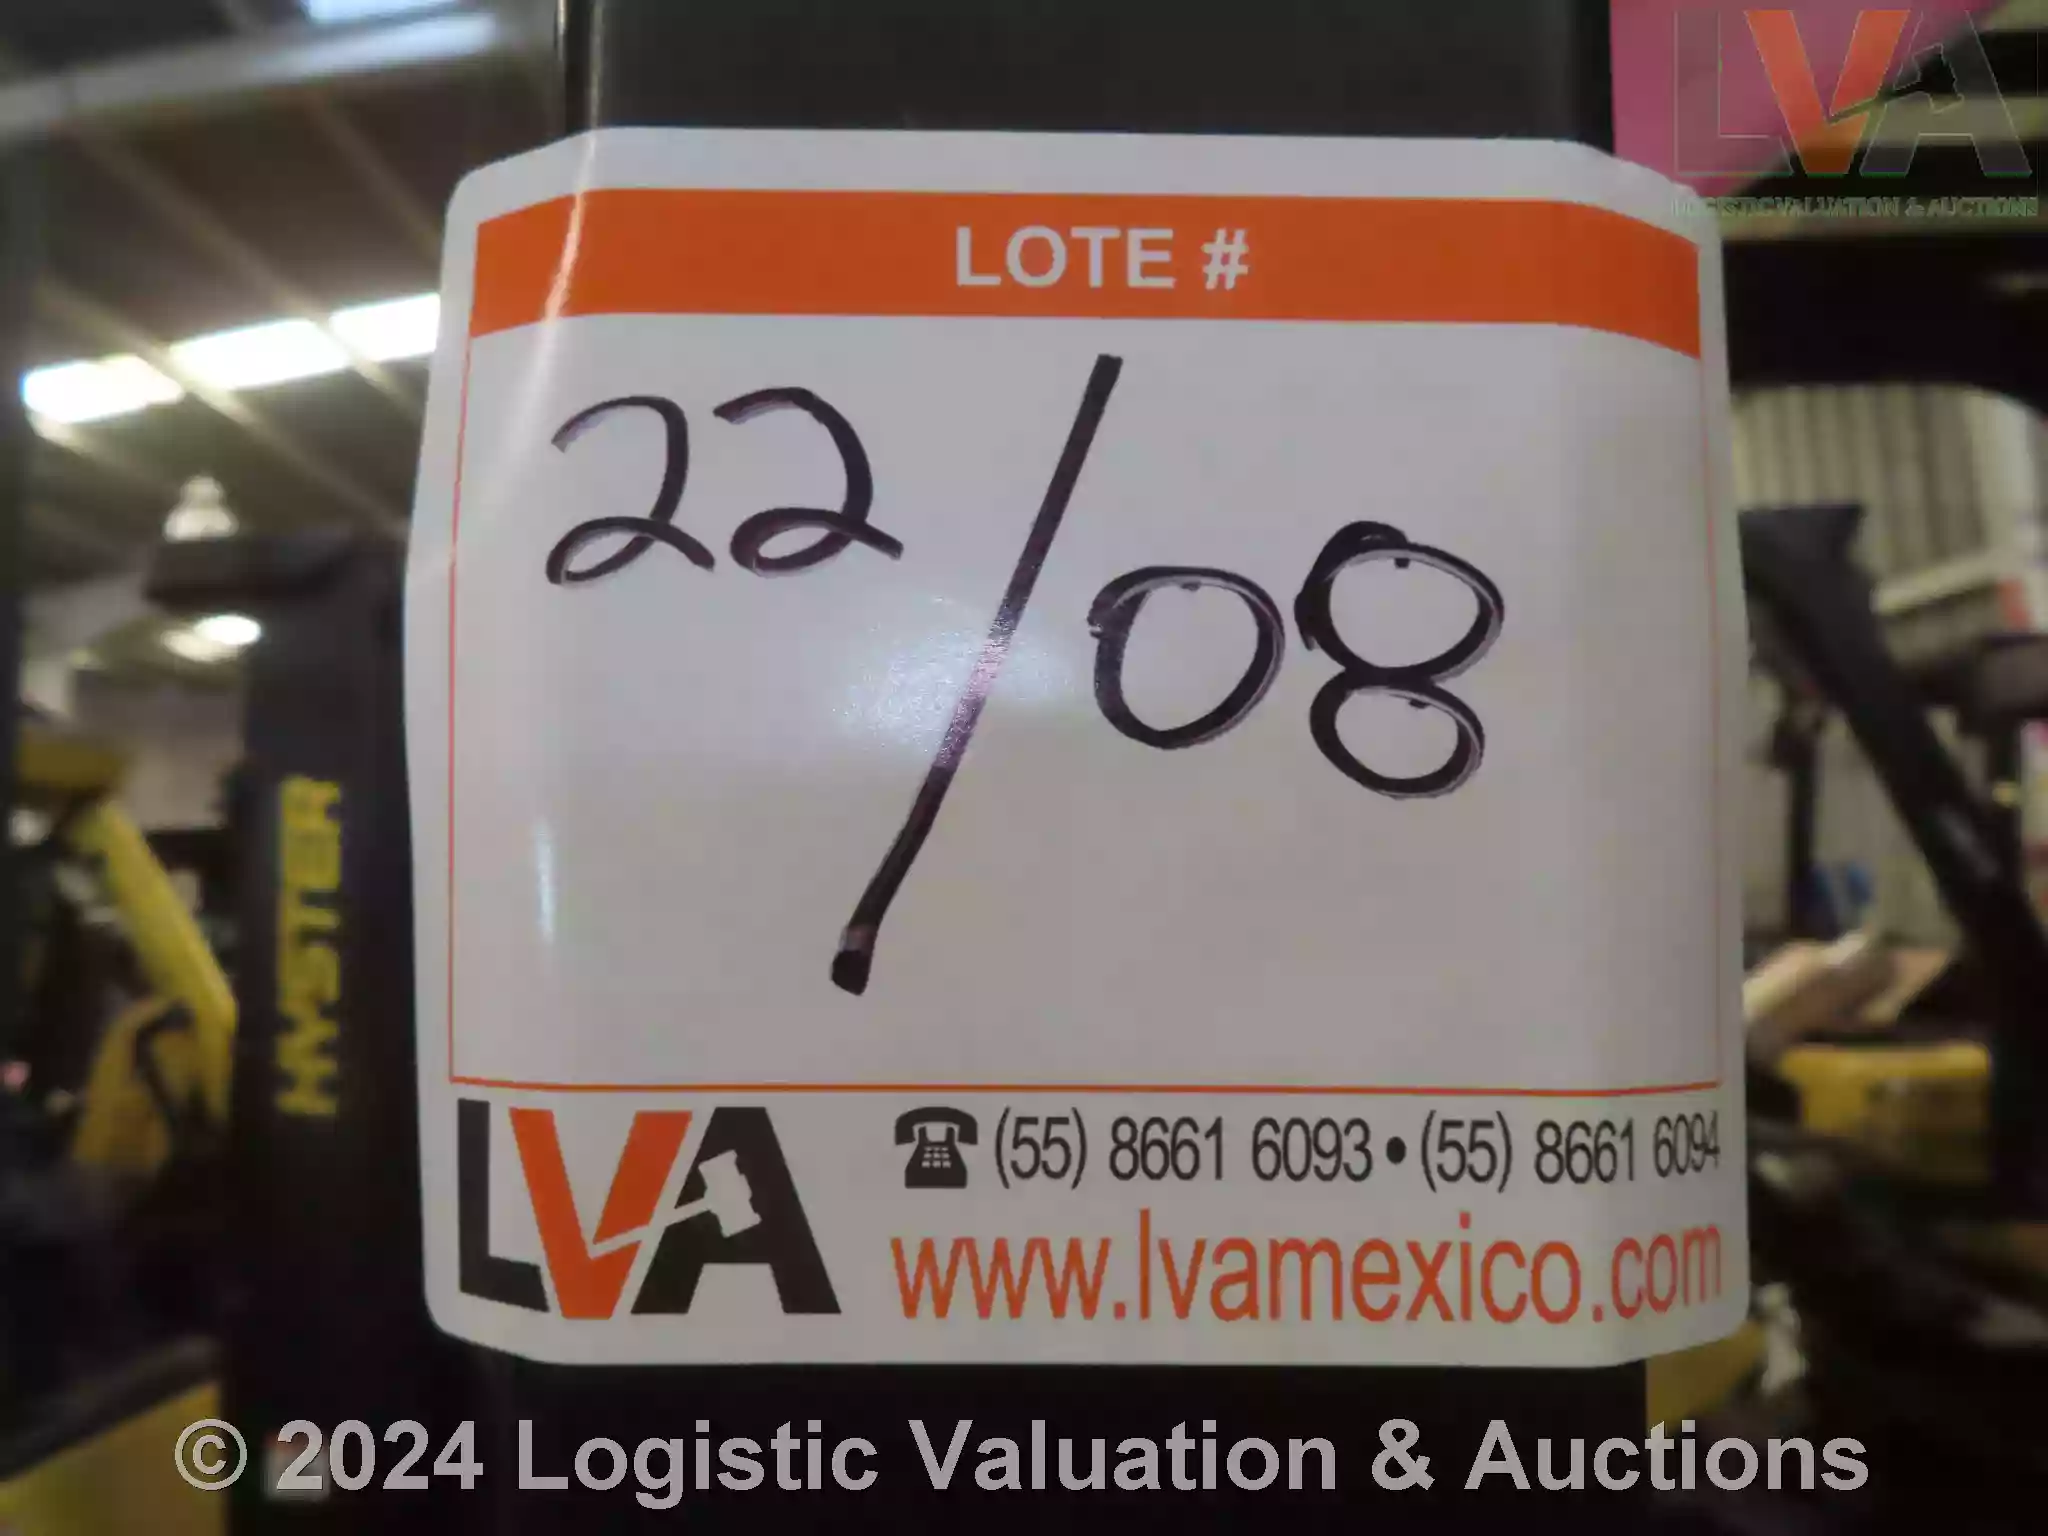 LVA
LOGISTIC VALUATION & AUCTIONS
LOTE #
22/08
HYSTER
LVA
(55) 8661 6093 • (55) 8661 6094
www.lvamexico.com
© 2024 Logistic Valuation & Auctions